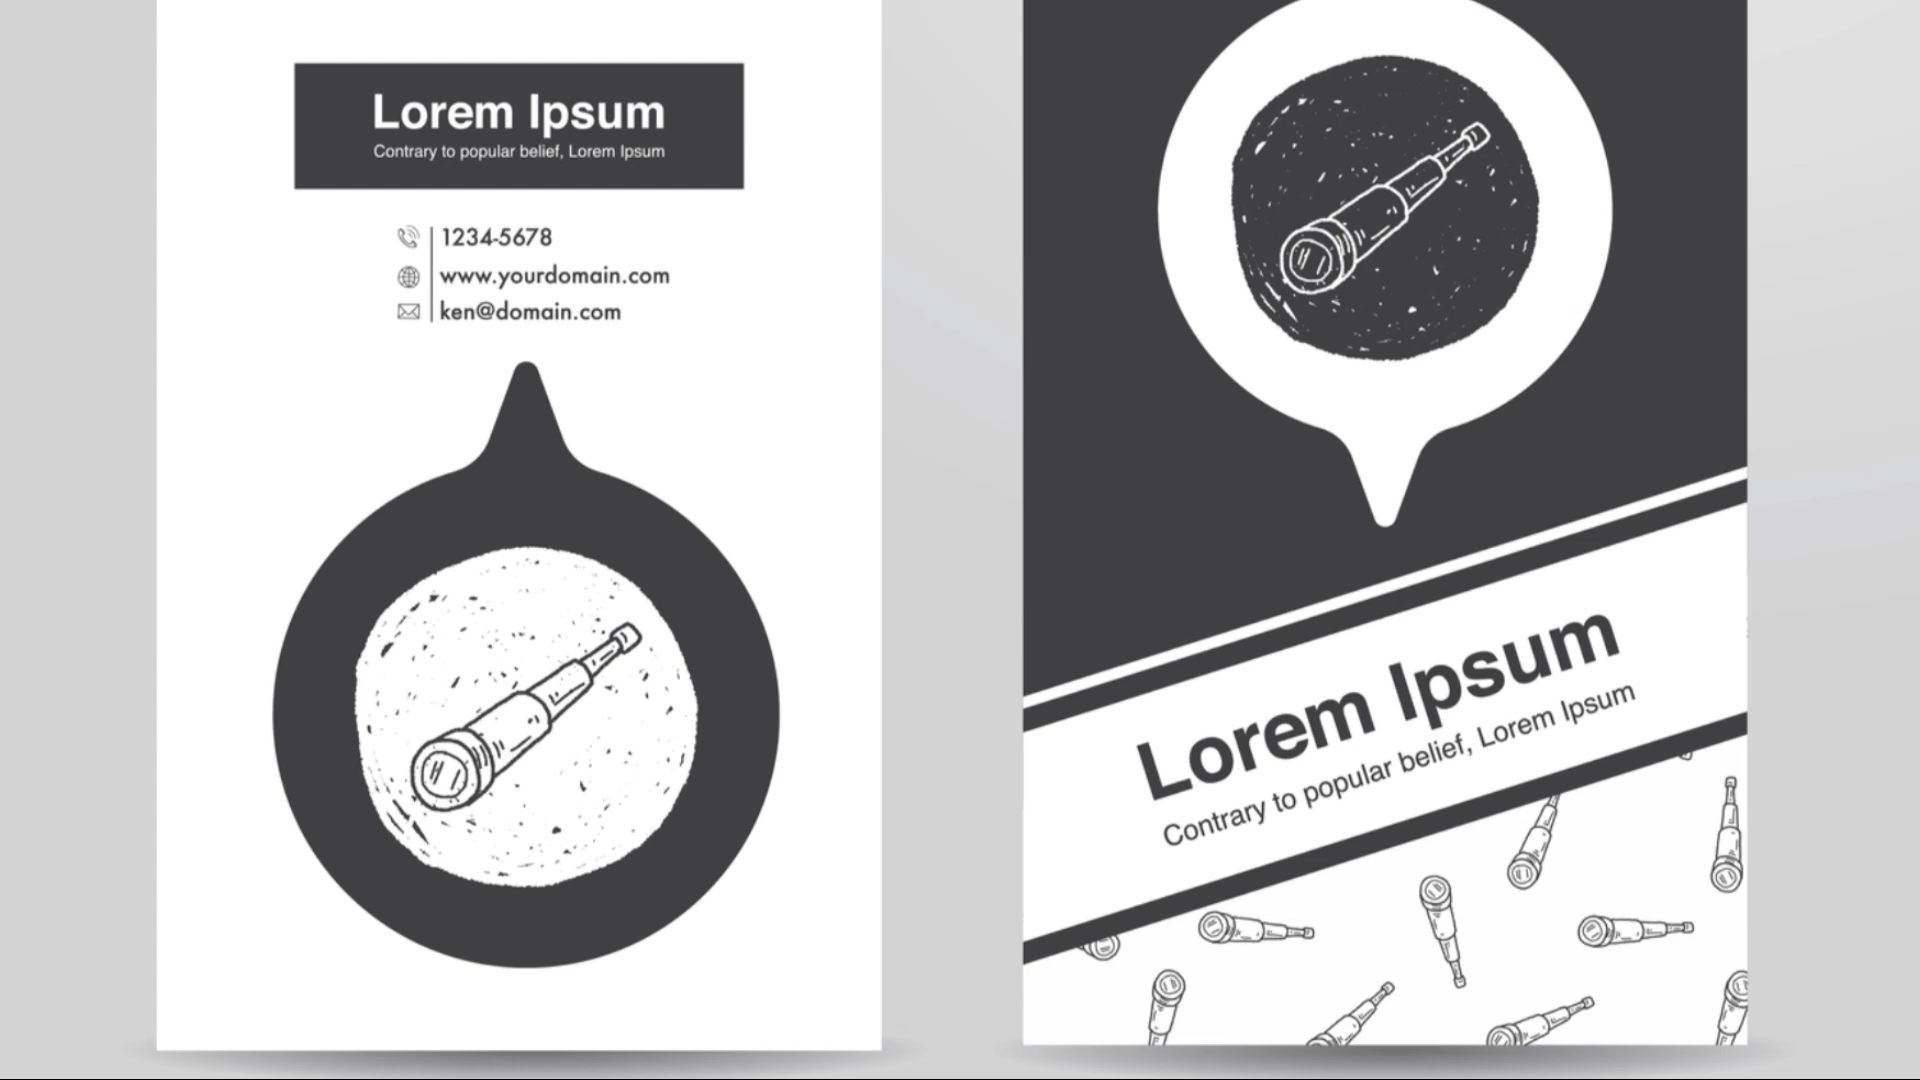 Lorem Ipsum
Contrary to popular belief, Lorem Ipsum
1234-5678
www.yourdomain.com
ken@domain.com
Lorem Ipsum
Contrary to popular belief, Lorem Ipsum